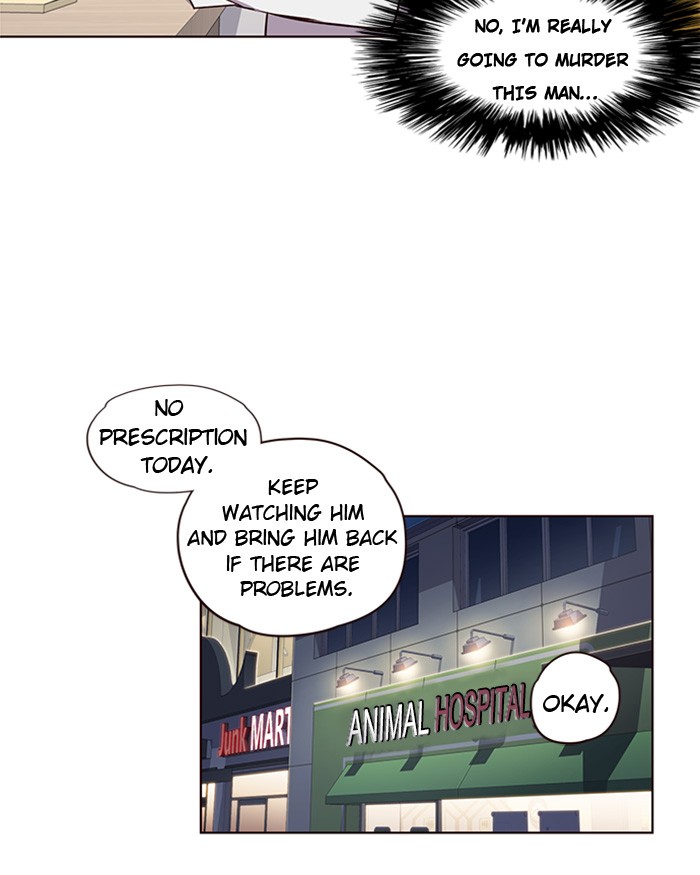 NO, I'M REALLY
GOING TO MURDER
THIS MAN...
NO
PRESCRIPTION
TODAY.
KEEP
WATCHING HIM
AND BRING HIM BACK
IF THERE ARE
PROBLEMS.
OKAY.
Junk MART
ANIMAL HOSPITAL